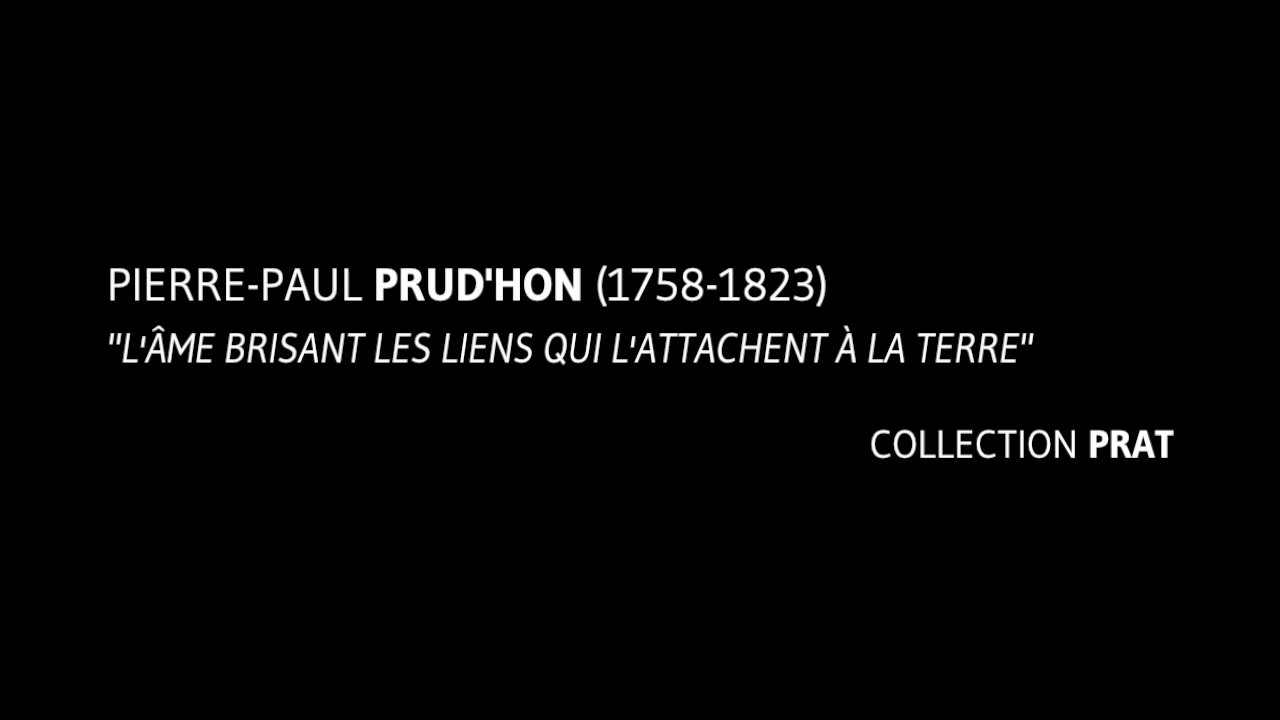 PIERRE-PAUL PRUD'HON (1758-1823)
"L'ÂME BRISANT LES LIENS QUI L'ATTACHENT À LA TERRE"
COLLECTION PRAT